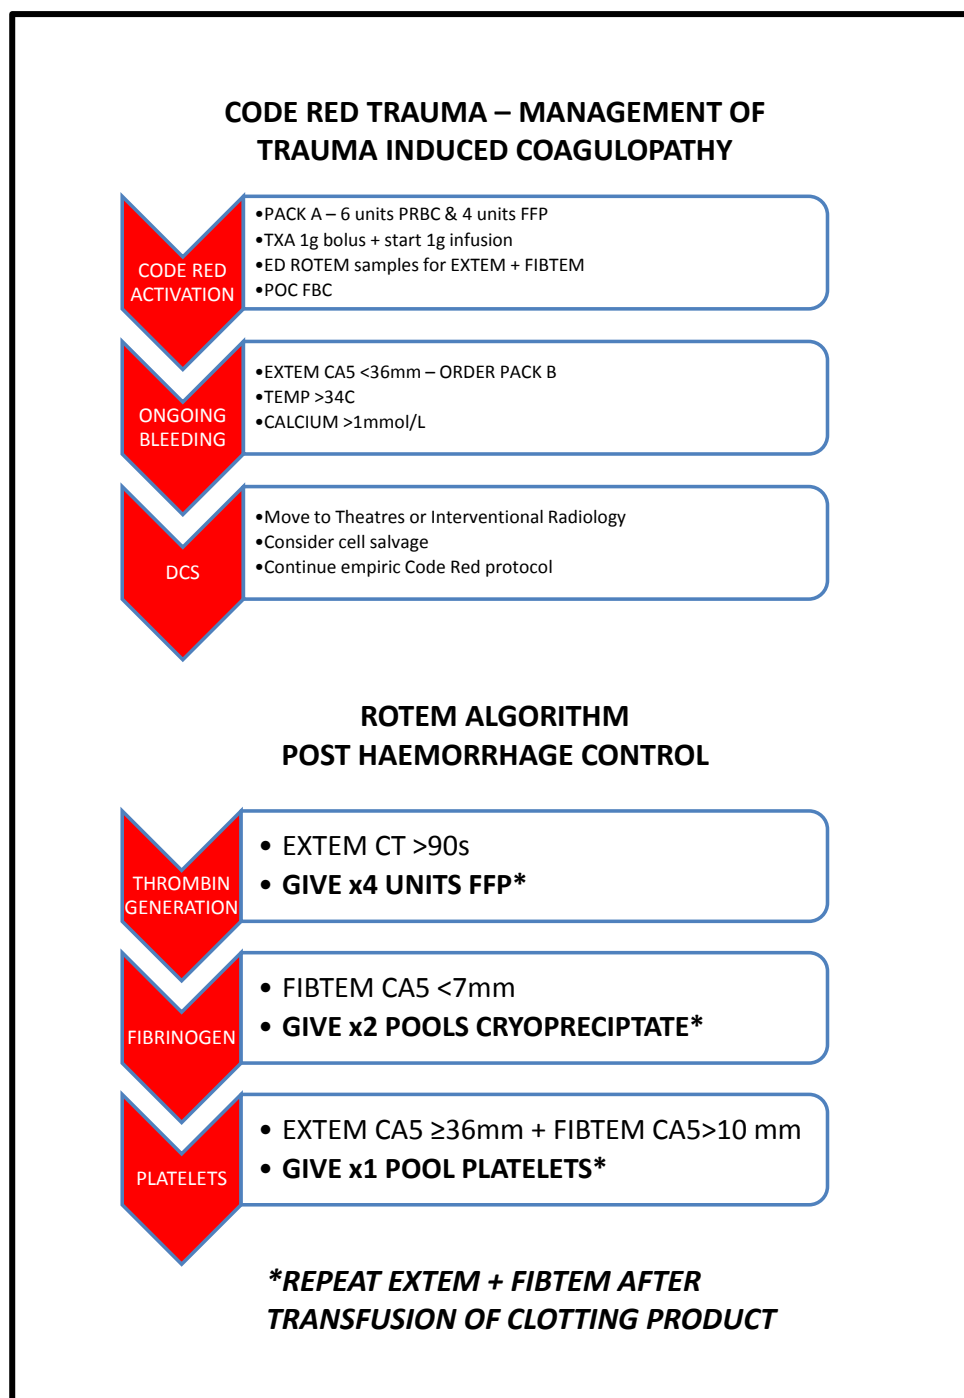 CODE RED TRAUMA – MANAGEMENT OF
TRAUMA INDUCED COAGULOPATHY
CODE RED
ACTIVATION
•PACK A – 6 units PRBC & 4 units FFP
•TXA 1g bolus + start 1g infusion
•ED ROTEM samples for EXTEM + FIBTEM
•POC FBC
ONGOING
BLEEDING
•EXTEM CA5 <36mm – ORDER PACK B
•TEMP >34C
•CALCIUM >1mmol/L
DCS
•Move to Theatres or Interventional Radiology
•Consider cell salvage
•Continue empiric Code Red protocol
ROTEM ALGORITHM
POST HAEMORRHAGE CONTROL
THROMBIN
GENERATION
• EXTEM CT >90s
• GIVE x4 UNITS FFP*
FIBRINOGEN
• FIBTEM CA5 <7mm
• GIVE x2 POOLS CRYOPRECIPTATE*
PLATELETS
• EXTEM CA5 ≥36mm + FIBTEM CA5>10 mm
• GIVE x1 POOL PLATELETS*
*REPEAT EXTEM + FIBTEM AFTER
TRANSFUSION OF CLOTTING PRODUCT